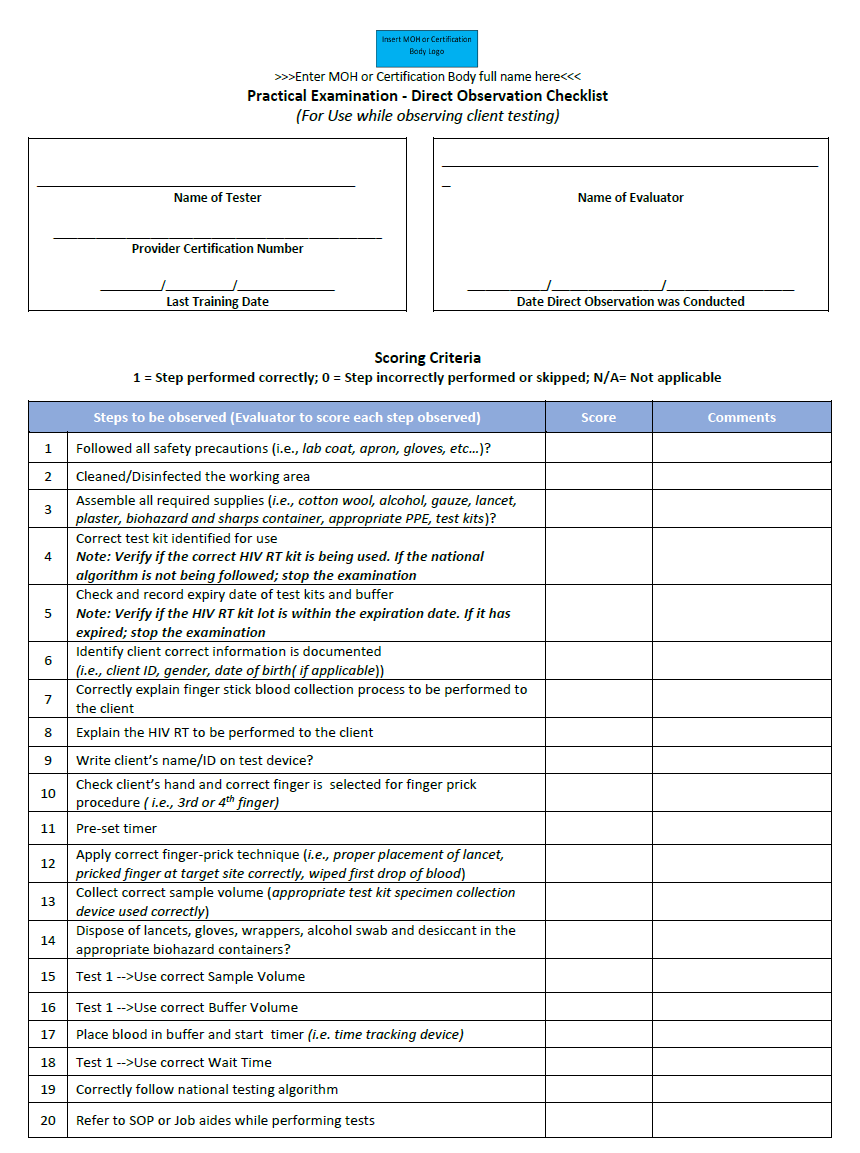 Insert MOH or Certification
Body Logo
>>>Enter MOH or Certification Body full name here<<<
Practical Examination - Direct Observation Checklist
(For Use while observing client testing)
Name of Tester
Provider Certification Number
_________/__________/______________
Last Training Date
Name of Evaluator
___________/________________/__________________
Date Direct Observation was Conducted
Scoring Criteria
1 = Step performed correctly; 0 = Step incorrectly performed or skipped; N/A= Not applicable
Steps to be observed (Evaluator to score each step observed) Score Comments
1 Followed all safety precautions (i.e., lab coat, apron, gloves, etc...)?
2 Cleaned/Disinfected the working area
3 Assemble all required supplies (i.e., cotton wool, alcohol, gauze, lancet,
plaster, biohazard and sharps container, appropriate PPE, test kits)?
4 Correct test kit identified for use
Note: Verify if the correct HIV RT kit is being used. If the national
algorithm is not being followed; stop the examination
5 Check and record expiry date of test kits and buffer
Note: Verify if the HIV RT kit lot is within the expiration date. If it has
expired; stop the examination
6 Identify client correct information is documented
(i.e., client ID, gender, date of birth( if applicable))
7 Correctly explain finger stick blood collection process to be performed to
the client
8 Explain the HIV RT to be performed to the client
9 Write client's name/ID on test device?
10 Check client's hand and correct finger is selected for finger prick
procedure ( i.e., 3rd or 4th finger)
11 Pre-set timer
12 Apply correct finger-prick technique (i.e., proper placement of lancet,
pricked finger at target site correctly, wiped first drop of blood)
13 Collect correct sample volume (appropriate test kit specimen collection
device used correctly)
14 Dispose of lancets, gloves, wrappers, alcohol swab and desiccant in the
appropriate biohazard containers?
15 Test 1 -->Use correct Sample Volume
16 Test 1 -->Use correct Buffer Volume
17 Place blood in buffer and start timer (i.e. time tracking device)
18 Test 1 -->Use correct Wait Time
19 Correctly follow national testing algorithm
20 Refer to SOP or Job aides while performing tests